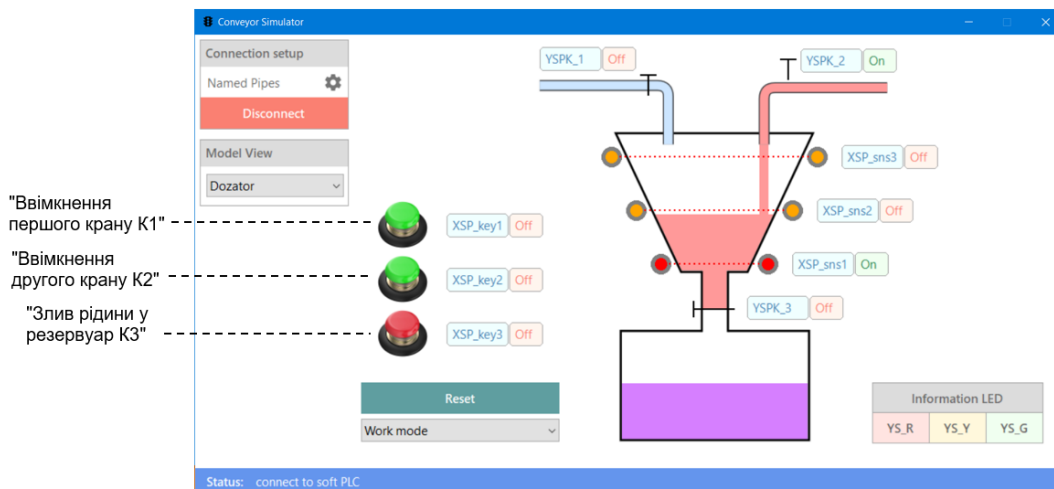 Conveyor Simulator
Connection setup
Named Pipes
Disconnect
Model View
Dozator
"Ввімкнення
першого крану К1"
"Ввімкнення
другого крану К2"
"Злив рідини у
резервуар К3"
XSP_key1 Off
XSP_key2 Off
XSP_key3 Off
Reset
Work mode
YSPK_1 Off
YSPK_2 On
XSP_sns3 Off
XSP_sns2 Off
XSP_sns1 On
YSPK_3 Off
Information LED
YS_R YS_Y YS_G
Status: connect to soft PLC